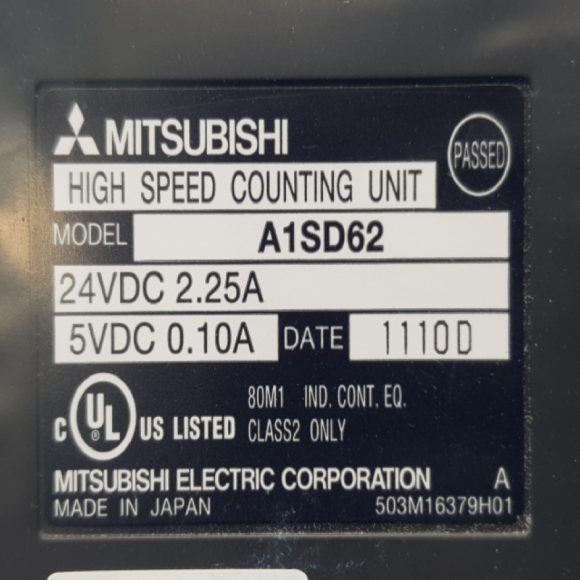 MITSUBISHI
PASSED
HIGH SPEED COUNTING UNIT
MODEL A1SD62
24VDC 2.25A
5VDC 0.10A DATE 1110D
C UL ® US LISTED 80M1 IND. CONT. EQ.
CLASS2 ONLY
MITSUBISHI ELECTRIC CORPORATION A
MADE IN JAPAN 503M16379H01